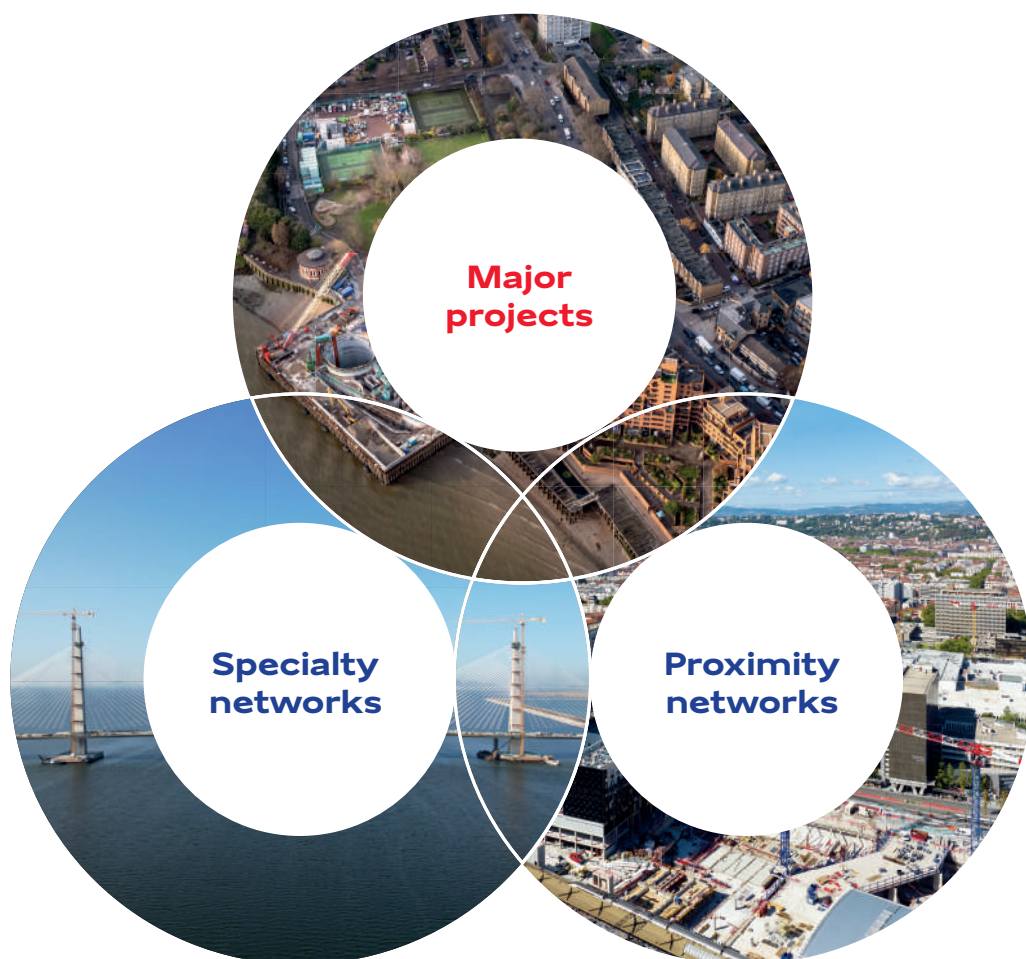 Major
projects
Specialty
networks
Proximity
networks